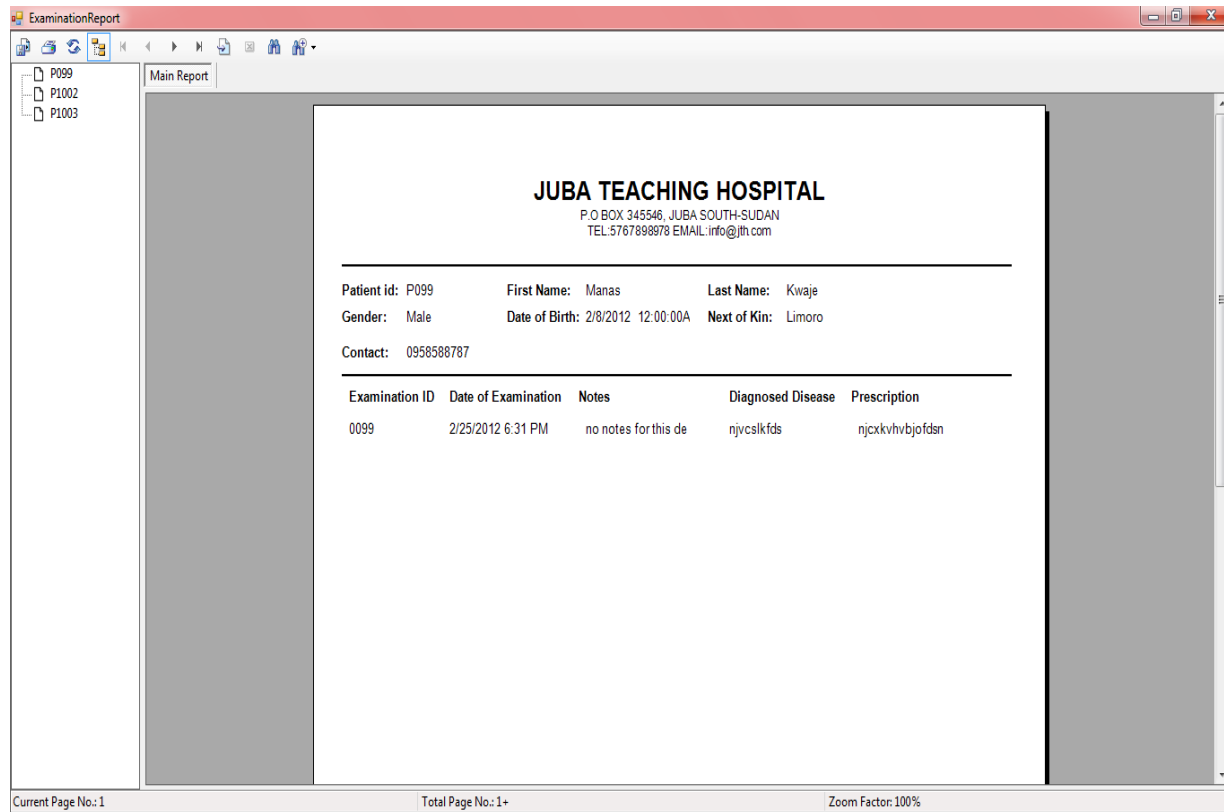 ExaminationReport
P099
P1002
P1003
Main Report
JUBA TEACHING HOSPITAL
P.O BOX 345546, JUBA SOUTH-SUDAN
TEL:5767898978 EMAIL:info@jth.com
Patient id: P099 First Name: Manas Last Name: Kwaje
Gender: Male Date of Birth: 2/8/2012 12:00:00A Next of Kin: Limoro
Contact: 0958588787
Examination ID Date of Examination Notes Diagnosed Disease Prescription
0099 2/25/2012 6:31 PM no notes for this de njvcslkfds njcxkvhvbjofdsn
Current Page No.: 1 Total Page No.: 1+ Zoom Factor: 100%